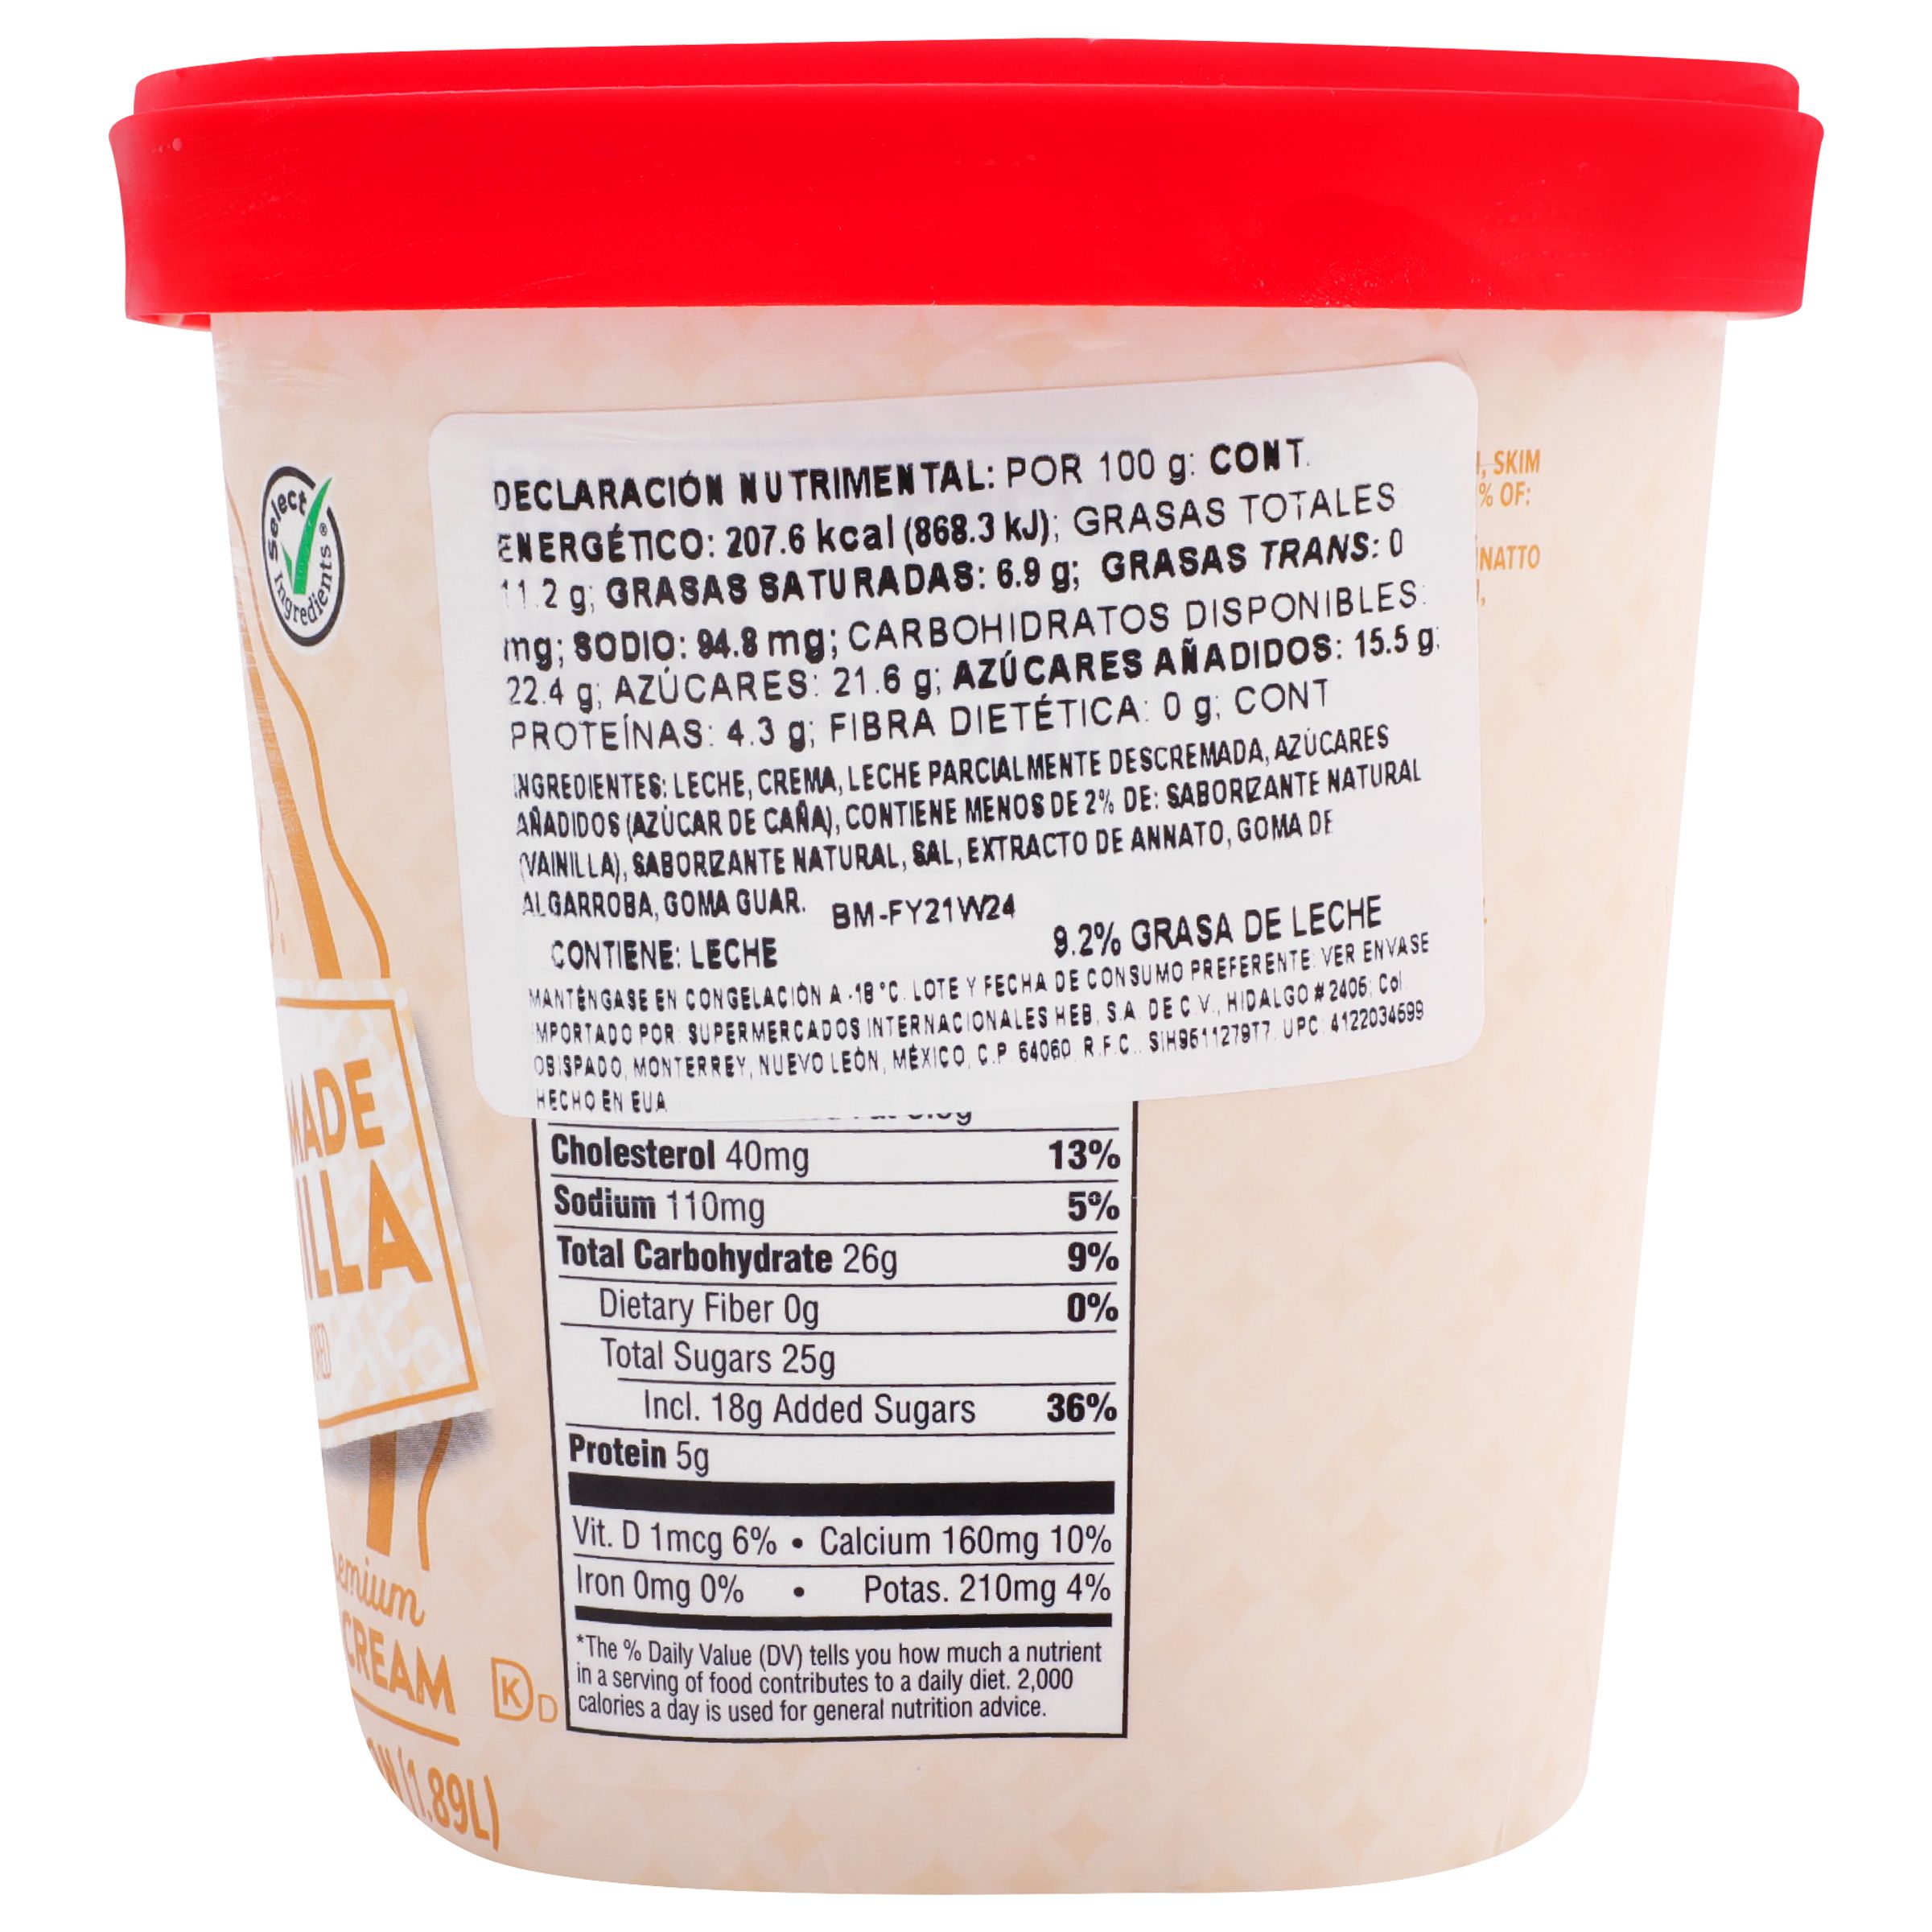 select
Ingredients®
DECLARACIÓN NUTRIMENTAL: POR 100 g: CONT.
ENERGÉTICO: 207.6 kcal (868.3 kJ); GRASAS TOTALES
11.2 g; GRASAS SATURADAS: 6.9 g; GRASAS TRANS: 0
mg; SODIO: 94.8 mg; CARBOHIDRATOS DISPONIBLES:
22.4 g; AZÚCARES: 21.6 g; AZÚCARES AÑADIDOS: 15.5 g;
PROTEÍNAS: 4.3 g; FIBRA DIETÉTICA: 0 g; CONT
INGREDIENTES: LECHE, CREMA, LECHE PARCIALMENTE DESCREMADA, AZÚCARES
AÑADIDOS (AZÚCAR DE CAÑA), CONTIENE MENOS DE 2% DE: SABORIZANTE NATURAL
(VAINILLA), SABORIZANTE NATURAL, SAL, EXTRACTO DE ANNATO, GOMA DE
ALGARROBA, GOMA GUAR. BM-FY21W24
CONTIENE: LECHE 9.2% GRASA DE LECHE
MANTÉNGASE EN CONGELACIÓN A -18 °C. LOTE Y FECHA DE CONSUMO PREFERENTE: VER ENVASE
IMPORTADO POR: SUPERMERCADOS INTERNACIONALES HEB, S.A. DE C.V., HIDALGO # 2406, Col.
OBISPADO, MONTERREY, NUEVO LEÓN, MÉXICO, C.P. 64060 R.F.C.. SIH9511279T7. UPC: 4122034699
HECHO EN EUA
, SKIM
% OF:
NATTO
Cholesterol 40mg 13%
Sodium 110mg 5%
Total Carbohydrate 26g 9%
Dietary Fiber 0g 0%
Total Sugars 25g
Incl. 18g Added Sugars 36%
Protein 5g
Vit. D 1mcg 6% • Calcium 160mg 10%
Iron 0mg 0% • Potas. 210mg 4%
*The % Daily Value (DV) tells you how much a nutrient
in a serving of food contributes to a daily diet. 2,000
calories a day is used for general nutrition advice.
MADE
ILLA
emium
CREAM
K D
(1.89L)